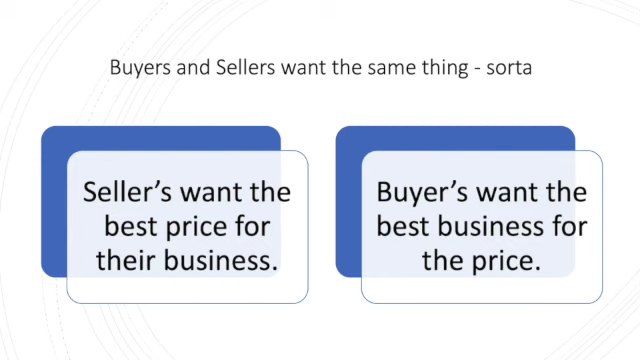 Buyers and Sellers want the same thing - sorta
Seller's want the
best price for
their business.
Buyer's want the
best business for
the price.